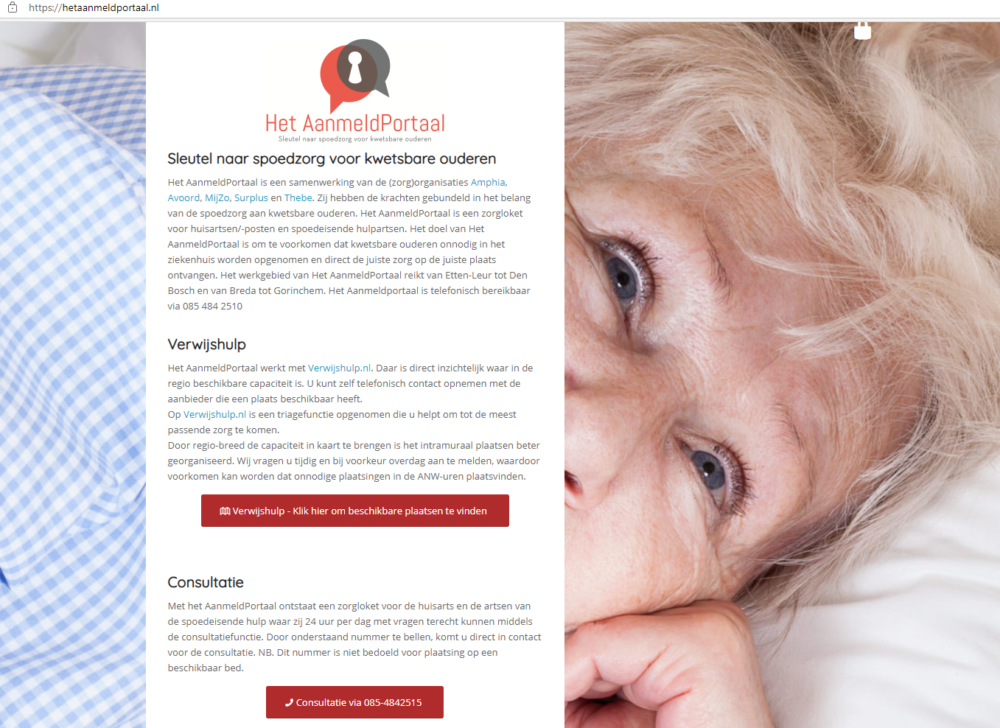 https://hetaanmeldportaal.nl
Het AanmeldPortaal
Sleutel naar spoedzorg voor kwetsbare ouderen
Sleutel naar spoedzorg voor kwetsbare ouderen
Het AanmeldPortaal is een samenwerking van de (zorg)organisaties Amphia,
Avoord, MijZo, Surplus en Thebe. Zij hebben de krachten gebundeld in het belang
van de spoedzorg aan kwetsbare ouderen. Het AanmeldPortaal is een zorgloket
voor huisartsen/-posten en spoedeisende hulpartsen. Het doel van Het
AanmeldPortaal is om te voorkomen dat kwetsbare ouderen onnodig in het
ziekenhuis worden opgenomen en direct de juiste zorg op de juiste plaats
ontvangen. Het werkgebied van Het AanmeldPortaal reikt van Etten-Leur tot Den
Bosch en van Breda tot Gorinchem. Het Aanmeldportaal is telefonisch bereikbaar
via 085 484 2510
Verwijshulp
Het AanmeldPortaal werkt met Verwijshulp.nl. Daar is direct inzichtelijk waar in de
regio beschikbare capaciteit is. U kunt zelf telefonisch contact opnemen met de
aanbieder die een plaats beschikbaar heeft.
Op Verwijshulp.nl is een triagefunctie opgenomen die u helpt om tot de meest
passende zorg te komen.
Door regio-breed de capaciteit in kaart te brengen is het intramuraal plaatsen beter
georganiseerd. Wij vragen u tijdig en bij voorkeur overdag aan te melden, waardoor
voorkomen kan worden dat onnodige plaatsingen in de ANW-uren plaatsvinden.
Verwijshulp - Klik hier om beschikbare plaatsen te vinden
Consultatie
Met het AanmeldPortaal ontstaat een zorgloket voor de huisarts en de artsen van
de spoedeisende hulp waar zij 24 uur per dag met vragen terecht kunnen middels
de consultatiefunctie. Door onderstaand nummer te bellen, komt u direct in contact
voor de consultatie. NB. Dit nummer is niet bedoeld voor plaatsing op een
beschikbaar bed.
Consultatie via 085-4842515